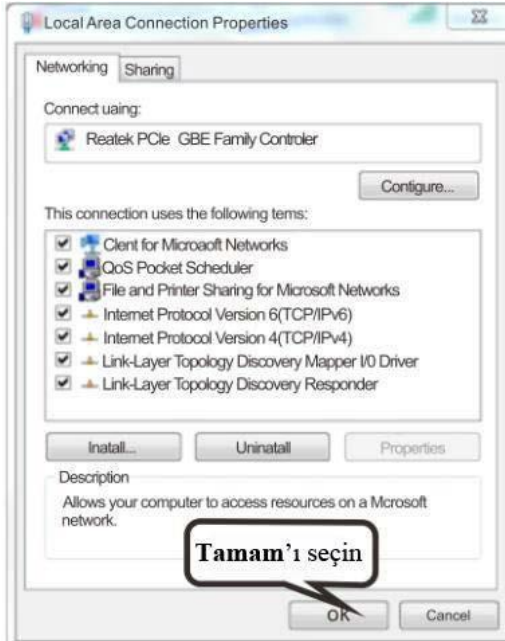 Local Area Connection Properties
Networking Sharing
Connect uaing:
Reatek PCle GBE Family Controler
Contigure...
This connection uses the following tems:
Clent for Microaoft Networks
QoS Pocket Scheduler
File and Printer Sharing for Microsoft Networks
Internet Protocol Version 6(TCP/IPv6)
Internet Protocol Version 4(TCP/IPv4)
Link-Layer Topology Discovery Mapper I/0 Driver
Link-Layer Topology Discovery Responder
Inatall... Uninatall Properties
Description
Allows your computer to access resources on a Mcrosoft
network.
Tamam’ı seçin
OK Cancel